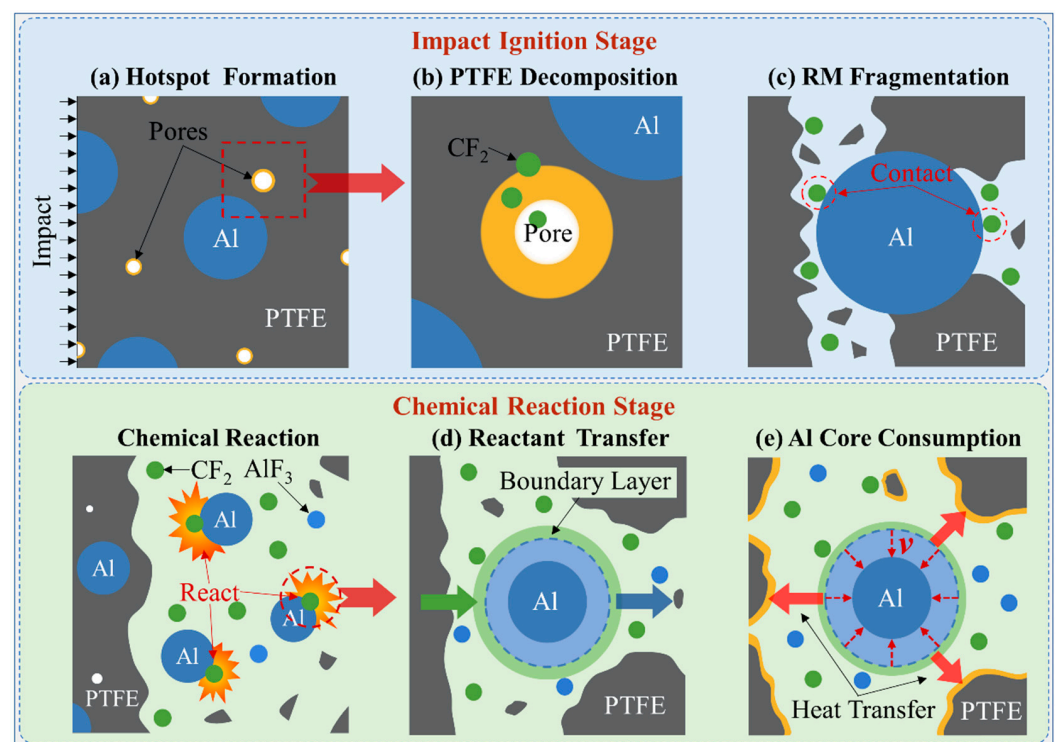 Impact Ignition Stage
(a) Hotspot Formation
(b) PTFE Decomposition
(c) RM Fragmentation
Impact
Pores
Al
PTFE
CF₂
Al
Pore
PTFE
Contact
Al
PTFE
Chemical Reaction Stage
Chemical Reaction
(d) Reactant Transfer
(e) Al Core Consumption
CF₂
AlF₃
Al
Al
React
Al
Al
PTFE
Boundary Layer
Al
PTFE
v
Al
Heat Transfer
PTFE